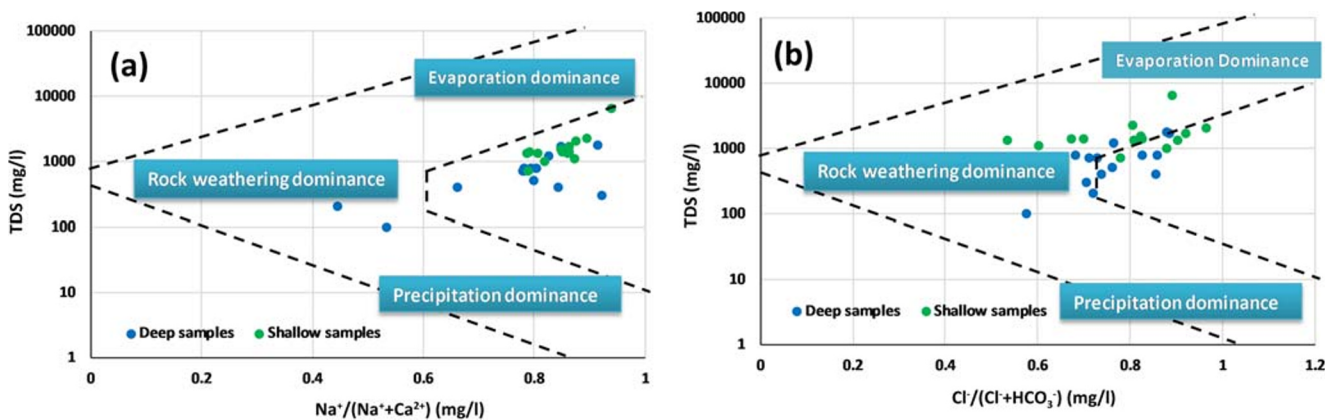 (a)
100000
10000
1000
100
10
1
TDS (mg/l)
Evaporation dominance
Rock weathering dominance
Precipitation dominance
Deep samples
Shallow samples
0
0.2
0.4
0.6
0.8
1
Na⁺/(Na⁺+Ca²⁺) (mg/l)
(b)
100000
10000
1000
100
10
1
TDS (mg/l)
Evaporation Dominance
Rock weathering dominance
Precipitation dominance
Deep samples
Shallow samples
0
0.2
0.4
0.6
0.8
1
1.2
Cl⁻/(Cl⁻+HCO₃⁻) (mg/l)